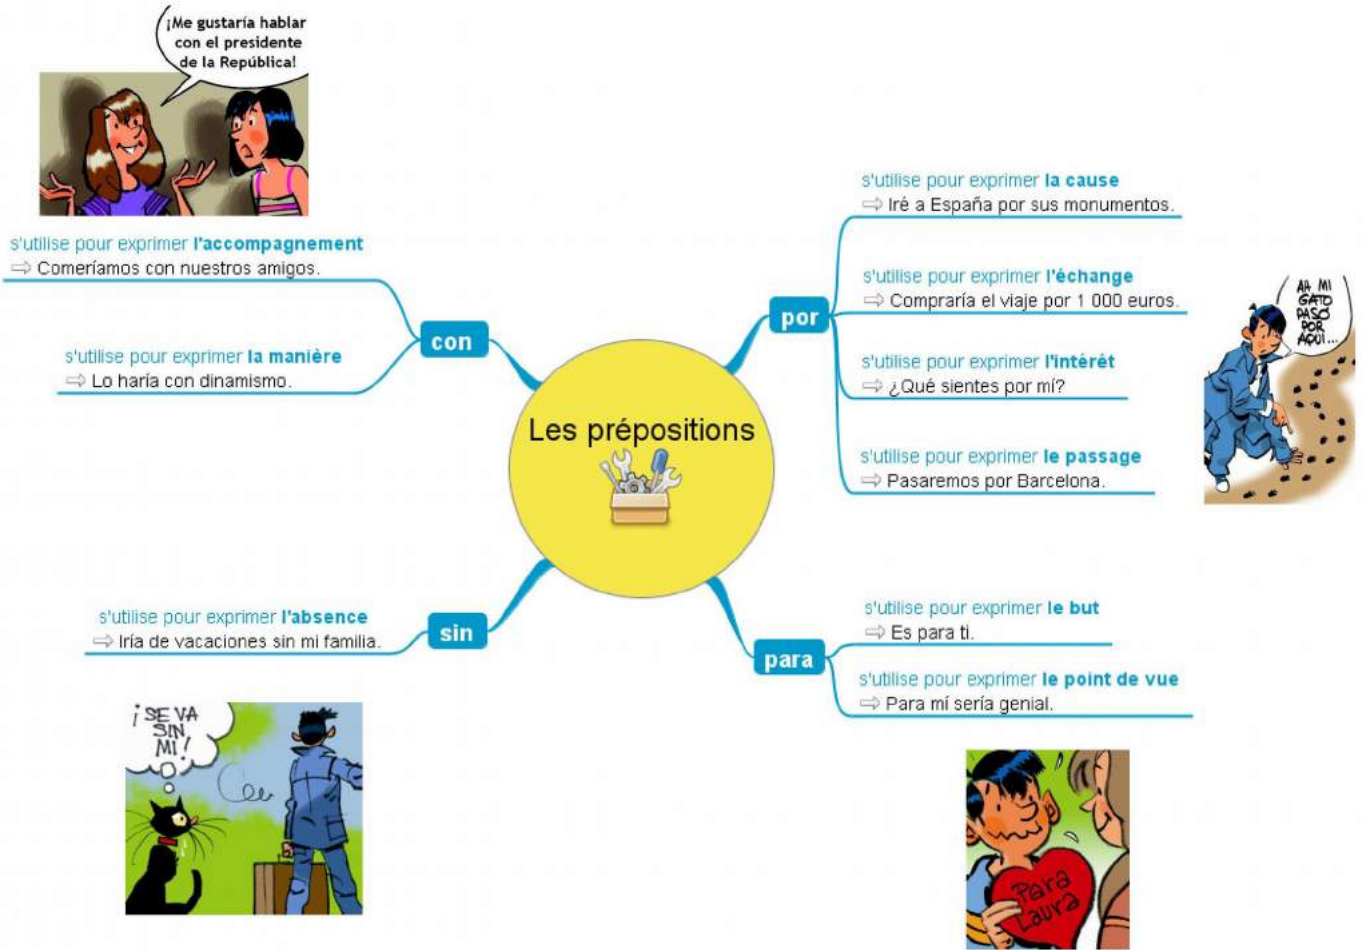 ¡Me gustaría hablar
con el presidente
de la República!
s'utilise pour exprimer l'accompagnement
⇨ Comeríamos con nuestros amigos.
s'utilise pour exprimer la manière
⇨ Lo haría con dinamismo.
con
Les prépositions
por
s'utilise pour exprimer la cause
⇨ Iré a España por sus monumentos.
s'utilise pour exprimer l'échange
⇨ Compraría el viaje por 1 000 euros.
s'utilise pour exprimer l'intérêt
⇨ ¿Qué sientes por mí?
s'utilise pour exprimer le passage
⇨ Pasaremos por Barcelona.
AH MI
GATO
PASÓ
POR
AQUÍ...
s'utilise pour exprimer l'absence
⇨ Iría de vacaciones sin mi familia.
sin
¡SE VA
SIN
MI!
para
s'utilise pour exprimer le but
⇨ Es para ti.
s'utilise pour exprimer le point de vue
⇨ Para mí sería genial.
Para
Laura